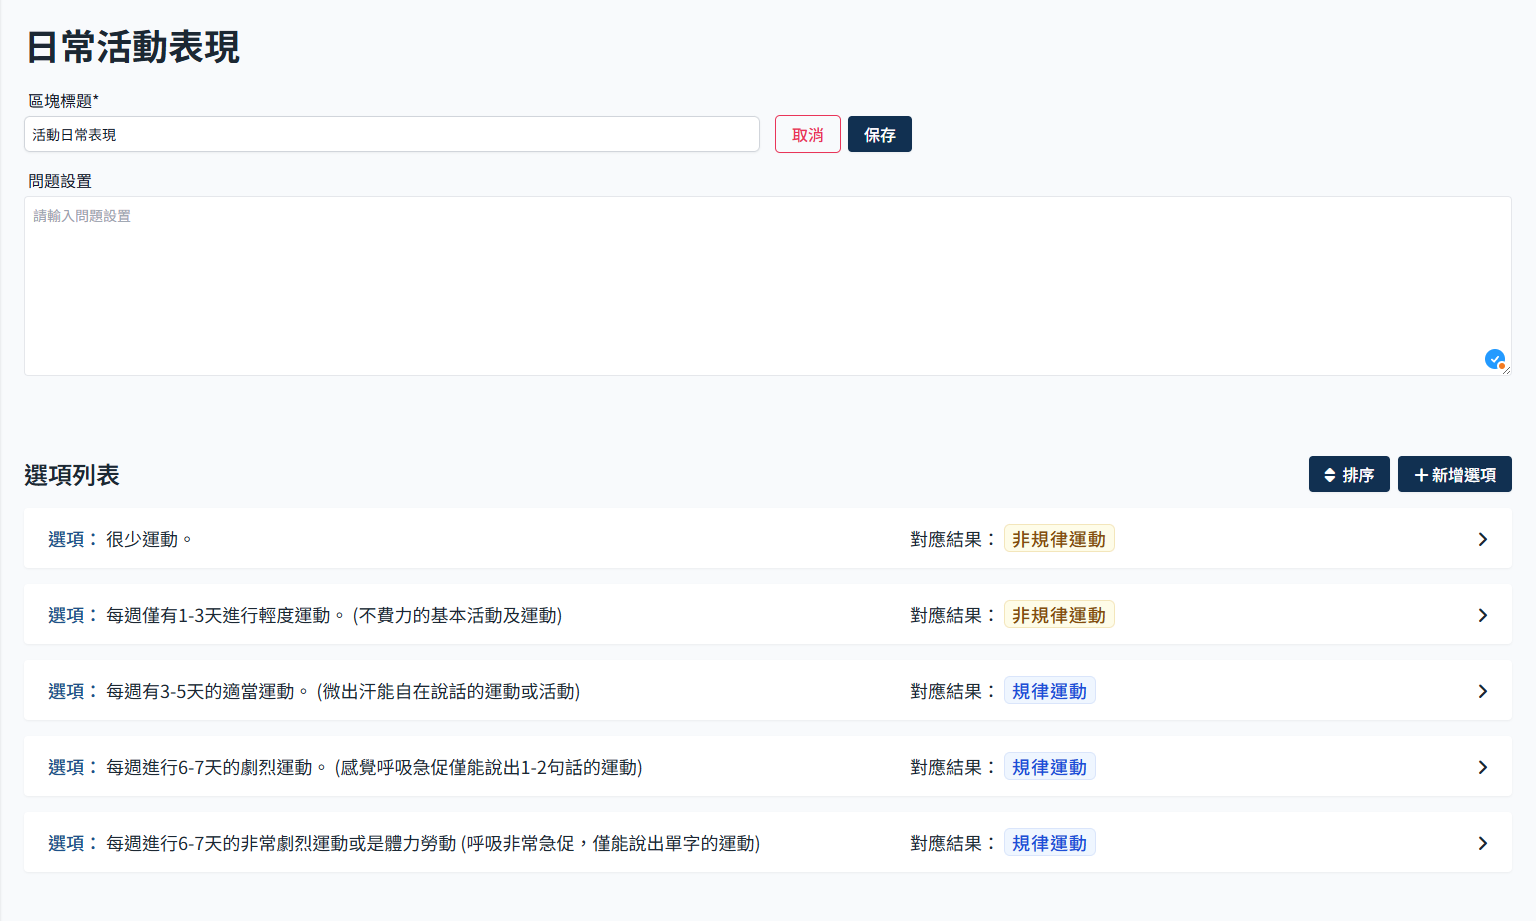 日常活動表現
區塊標題*
活動日常表現
取消
保存
問題設置
請輸入問題設置
選項列表
排序
新增選項
選項： 很少運動。 對應結果： 非規律運動
選項： 每週僅有1-3天進行輕度運動。 (不費力的基本活動及運動) 對應結果： 非規律運動
選項： 每週有3-5天的適當運動。 (微出汗能自在說話的運動或活動) 對應結果： 規律運動
選項： 每週進行6-7天的劇烈運動。 (感覺呼吸急促僅能說出1-2句話的運動) 對應結果： 規律運動
選項： 每週進行6-7天的非常劇烈運動或是體力勞動 (呼吸非常急促，僅能說出單字的運動) 對應結果： 規律運動